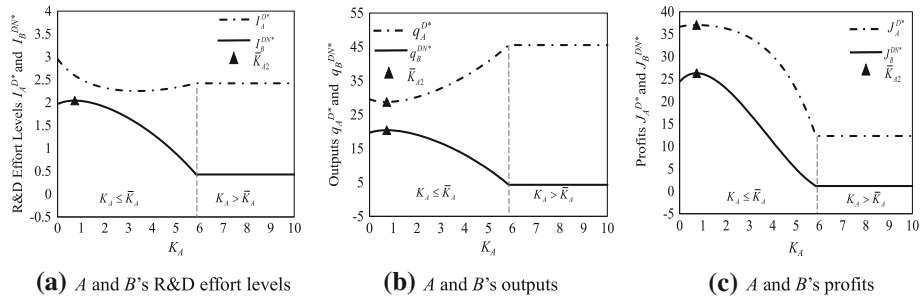 R&D Effort Levels I_A^{D*} and I_B^{DN*}
4
3.5
3
2.5
2
1.5
1
0.5
0
-0.5
I_A^{D*}
I_B^{DN*}
K̄_{A2}
K_A ≤ K̄_A
K_A > K̄_A
0 1 2 3 4 5 6 7 8 9 10
K_A
(a) A and B's R&D effort levels
Outputs q_A^{D*} and q_B^{DN*}
55
45
35
25
15
5
-5
q_A^{D*}
q_B^{DN*}
K̄_{A2}
K_A ≤ K̄_A
K_A > K̄_A
0 1 2 3 4 5 6 7 8 9 10
K_A
(b) A and B's outputs
Profits J_A^{D*} and J_B^{DN*}
40
35
30
25
20
15
10
5
0
-5
J_A^{D*}
J_B^{DN*}
K̄_{A2}
K_A ≤ K̄_A
K_A > K̄_A
0 1 2 3 4 5 6 7 8 9 10
K_A
(c) A and B's profits